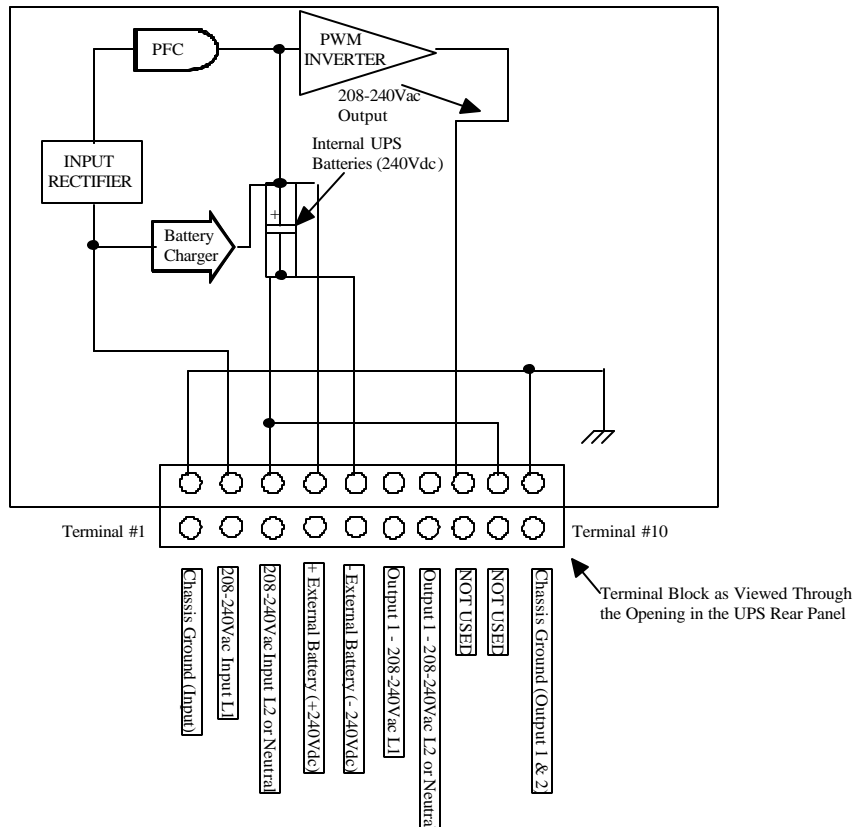 PFC
PWM
INVERTER
208-240Vac
Output
Internal UPS
Batteries (240Vdc)
INPUT
RECTIFIER
+
Battery
Charger
Terminal #1
Terminal #10
Chassis Ground (Input)
208-240Vac Input L1
208-240Vac Input L2 or Neutral
+ External Battery (+240Vdc)
- External Battery (- 240Vdc)
Output 1 - 208-240Vac L1
Output 1 - 208-240Vac L2 or Neutra
NOT USED
NOT USED
Chassis Ground (Output 1 & 2)
Terminal Block as Viewed Through
the Opening in the UPS Rear Panel